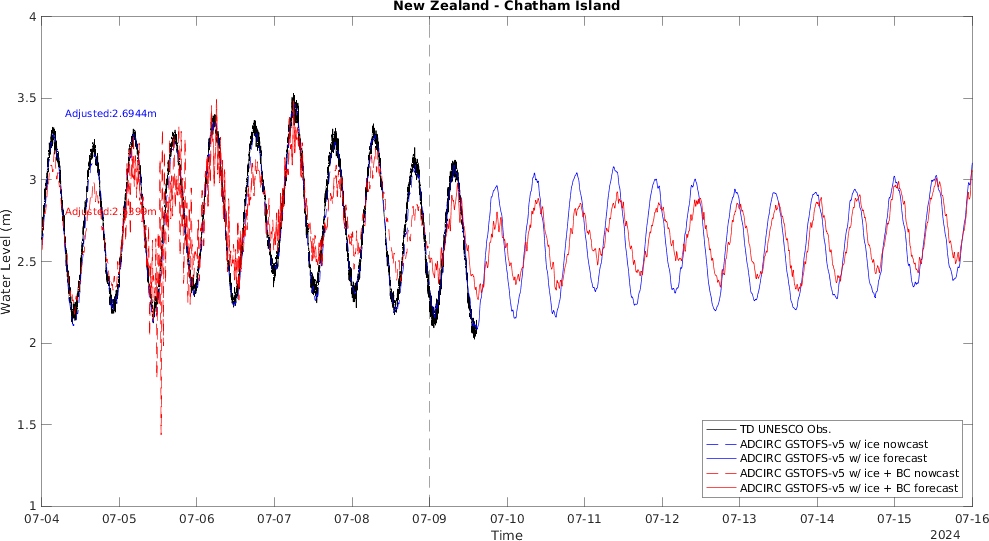 New Zealand - Chatham Island
4
3.5
3
2.5
2
1.5
1
Water Level (m)
Adjusted:2.6944m
07-04 07-05 07-06 07-07 07-08 07-09 07-10 07-11 07-12 07-13 07-14 07-15 07-16
Time
2024
TD UNESCO Obs.
ADCIRC GSTOFS-v5 w/ ice nowcast
ADCIRC GSTOFS-v5 w/ ice forecast
ADCIRC GSTOFS-v5 w/ ice + BC nowcast
ADCIRC GSTOFS-v5 w/ ice + BC forecast